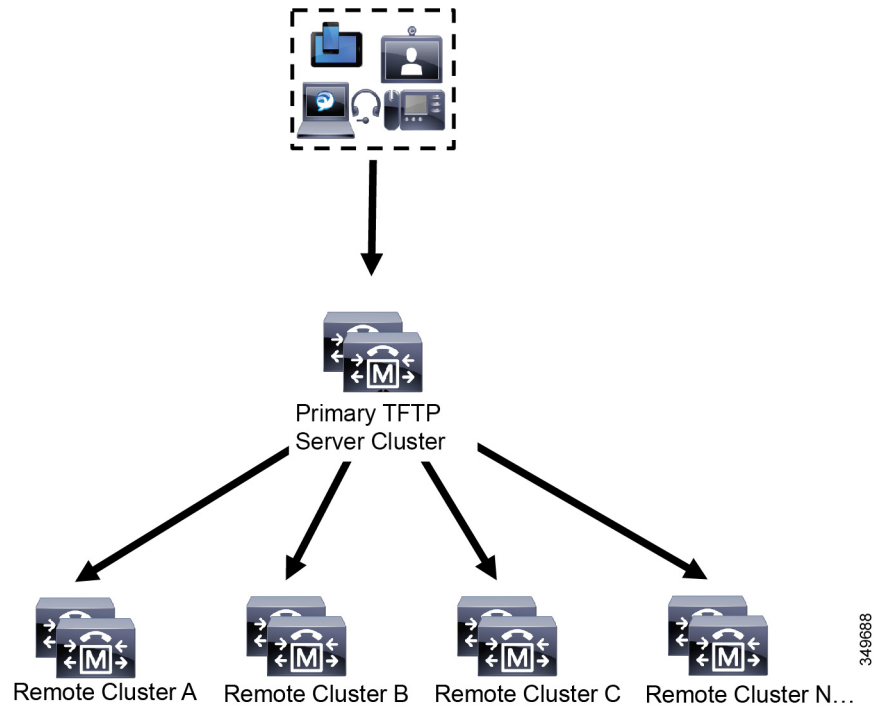 M
Primary TFTP
Server Cluster
M
M
M
M
Remote Cluster A
Remote Cluster B
Remote Cluster C
Remote Cluster N...
349688